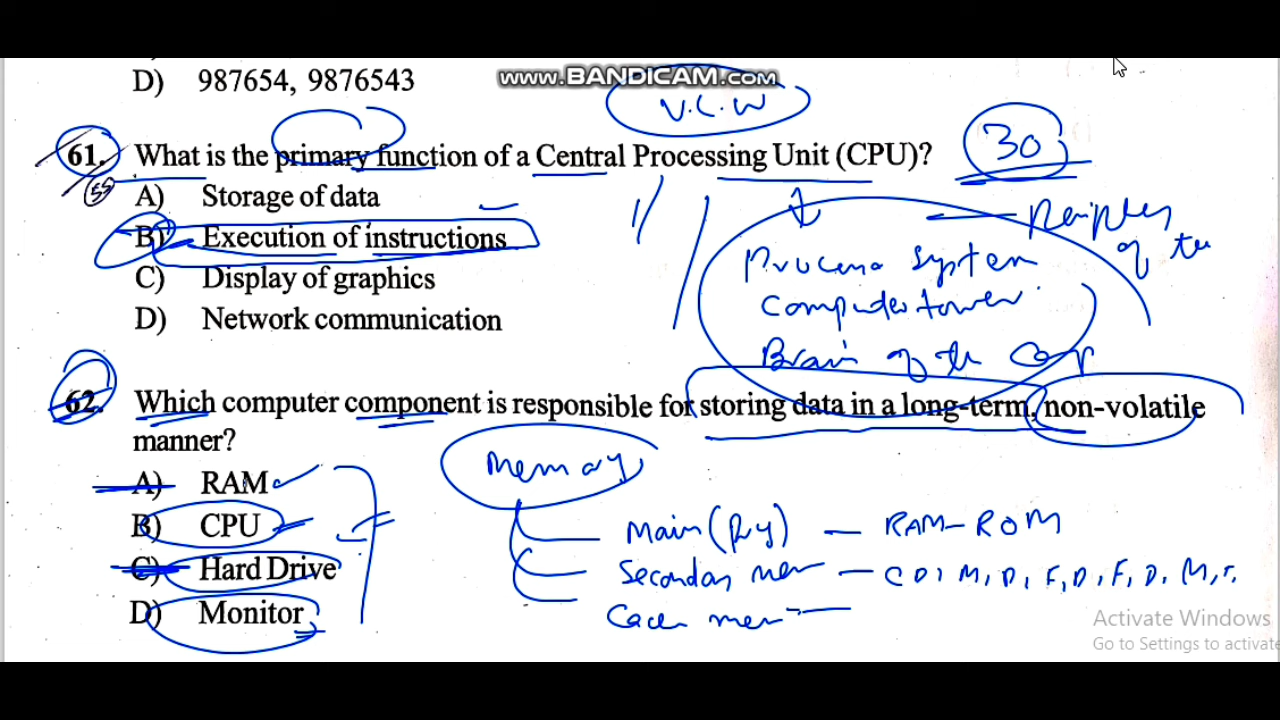 D) 987654, 9876543
www.BANDICAM.com
V.C.W
61. What is the primary function of a Central Processing Unit (CPU)?
30
A) Storage of data
B) Execution of instructions
C) Display of graphics
D) Network communication
of the
system
Computer tower
Brain of the Comp
62. Which computer component is responsible for storing data in a long-term, non-volatile
manner?
A) RAM
B) CPU
C) Hard Drive
D) Monitor
Memory
Main (Pry) - RAM-ROM
Secondary mem - CD, M, D, F, D, F, D, M,
mem
Activate Windows
Go to Settings to activate